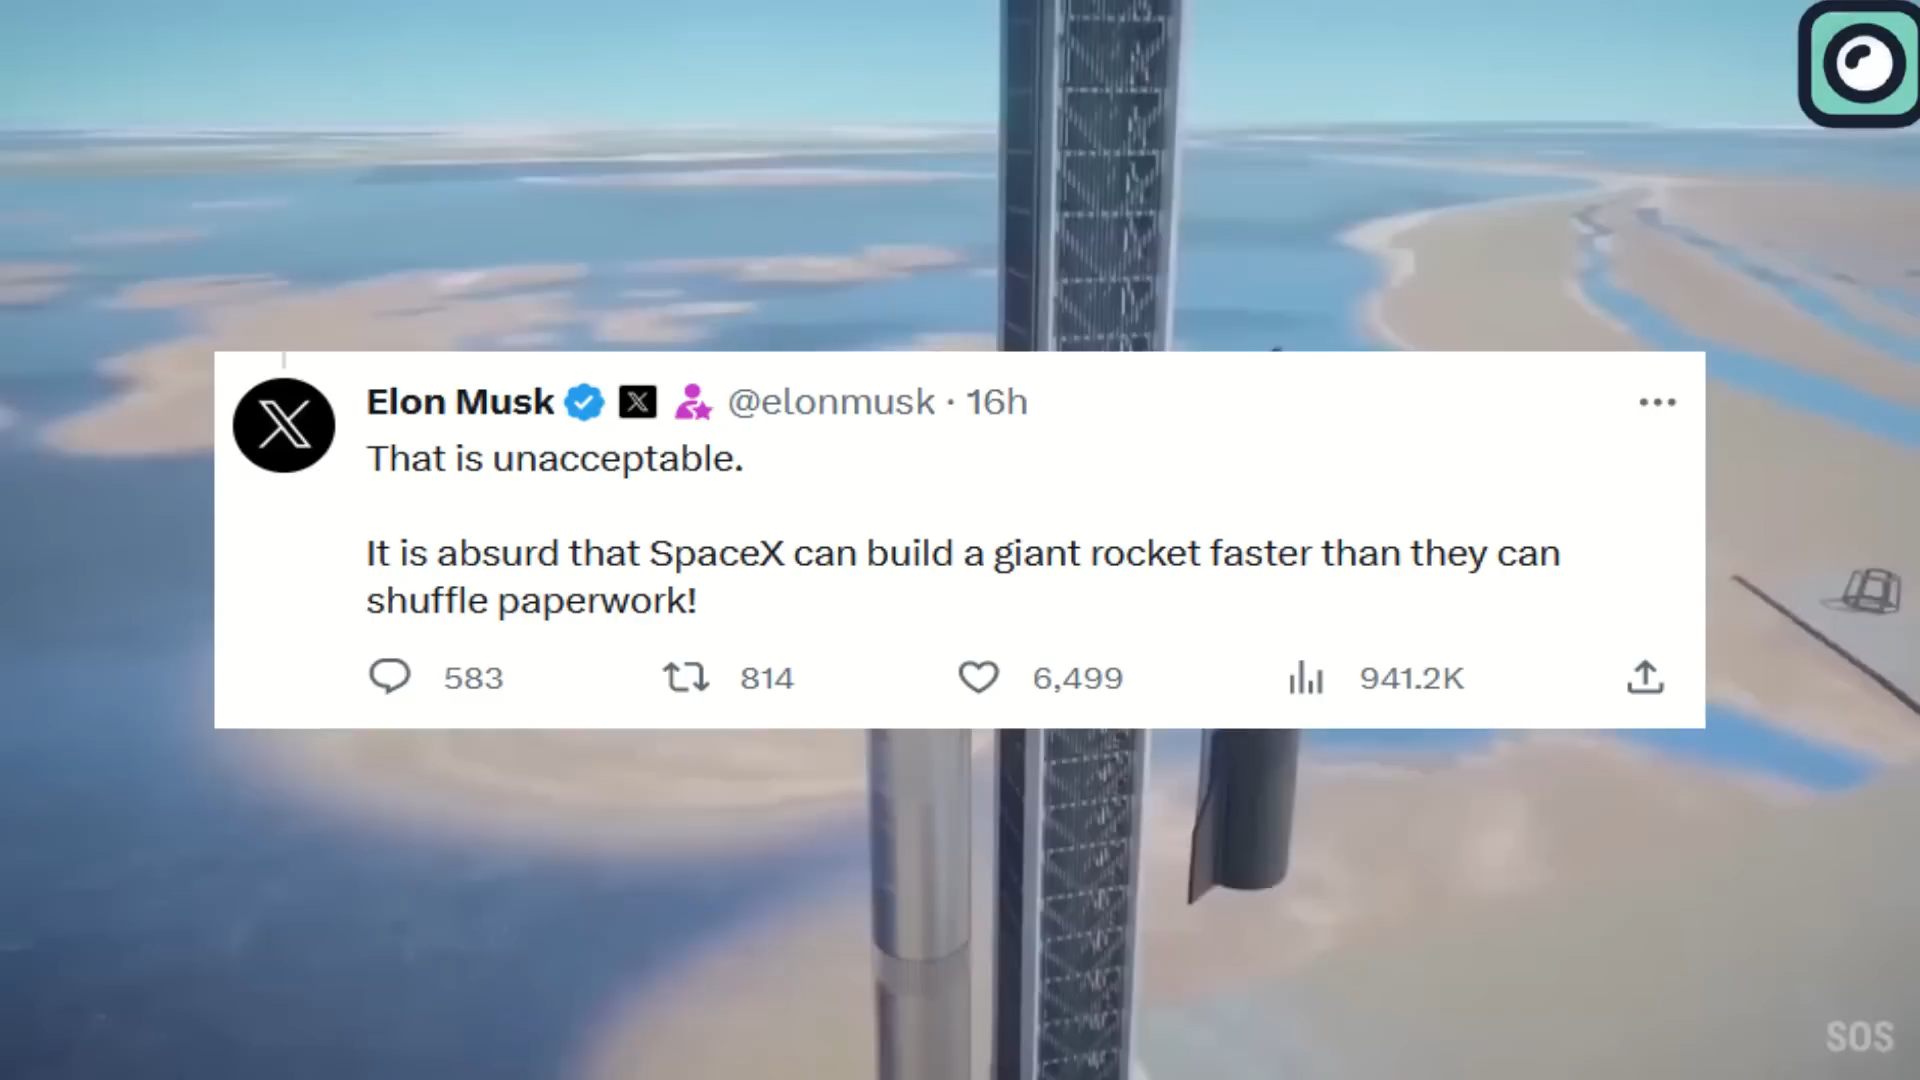 Elon Musk @elonmusk · 16h
That is unacceptable.
It is absurd that SpaceX can build a giant rocket faster than they can
shuffle paperwork!
583 814 6,499 941.2K
SOS